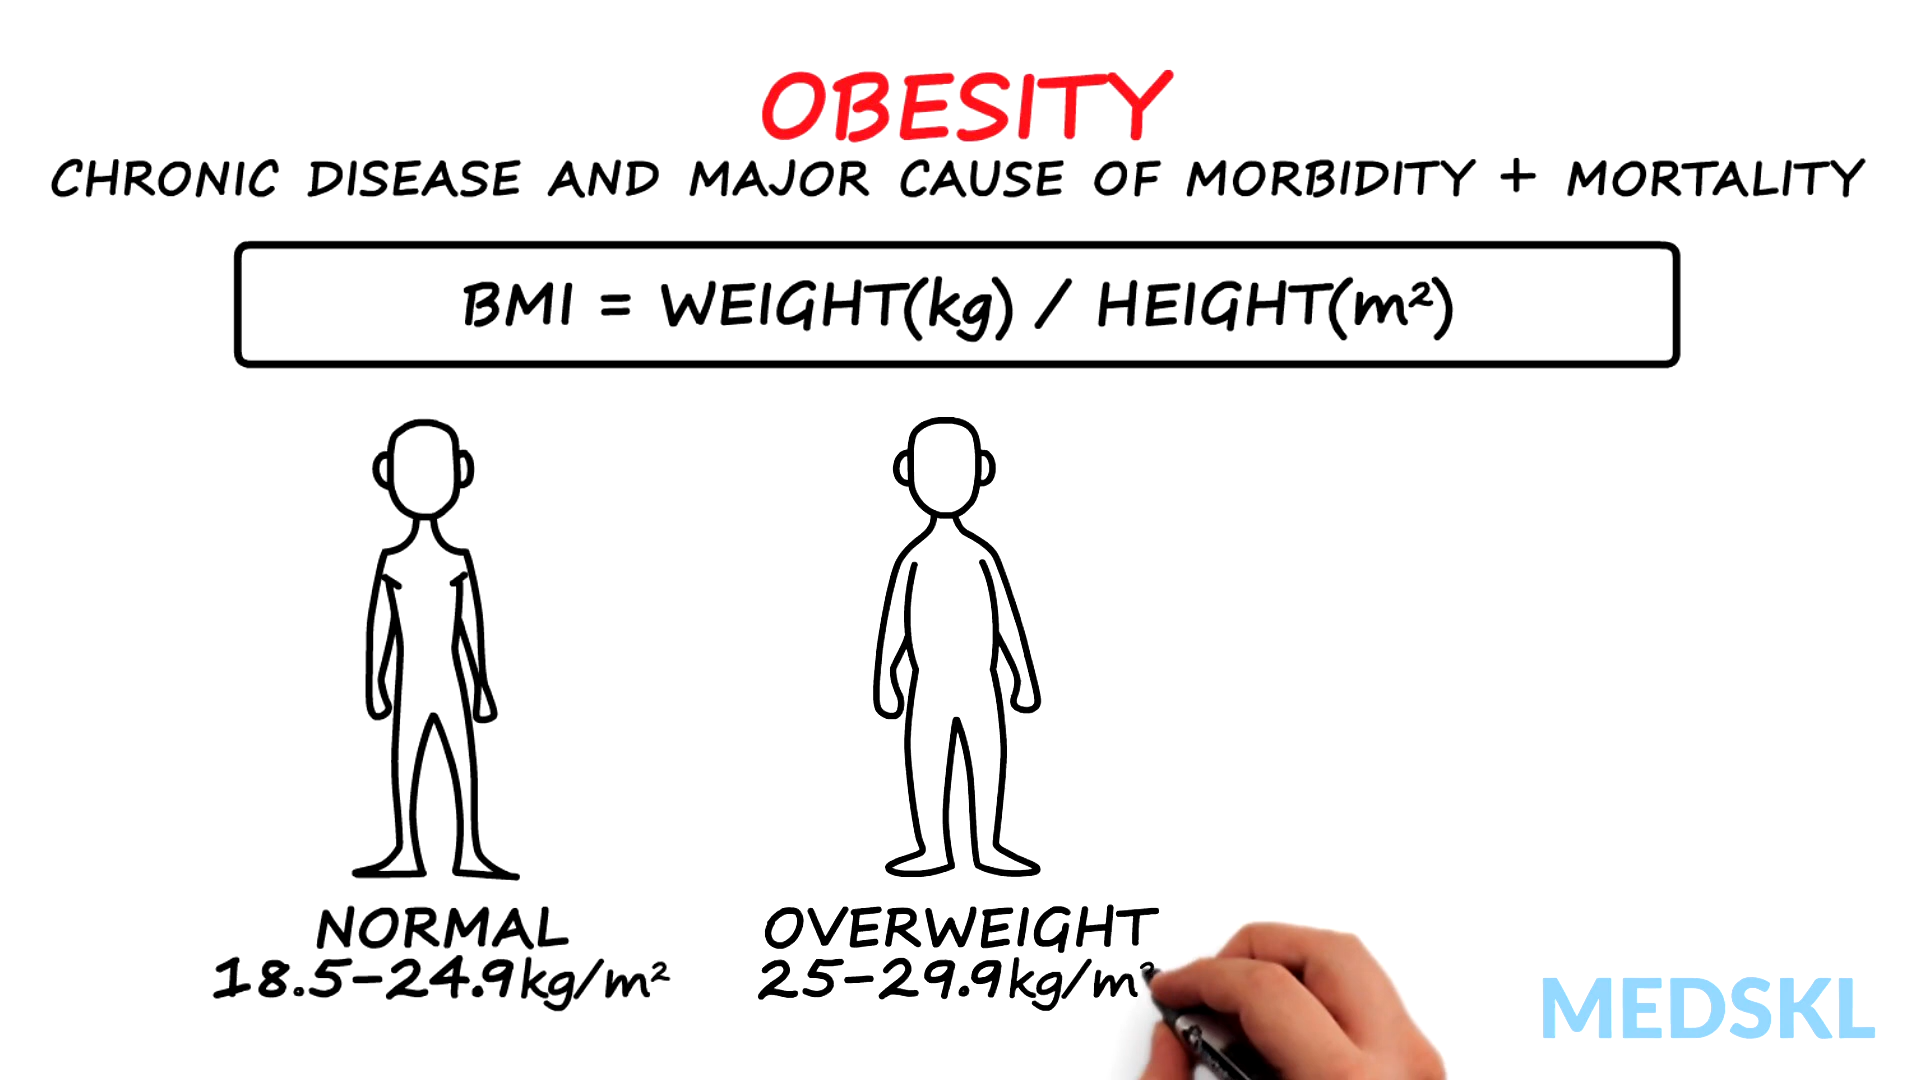 OBESITY
CHRONIC DISEASE AND MAJOR CAUSE OF MORBIDITY + MORTALITY
BMI = WEIGHT(kg) / HEIGHT(m²)
NORMAL
18.5-24.9kg/m²
OVERWEIGHT
25-29.9kg/m²
MEDSKL